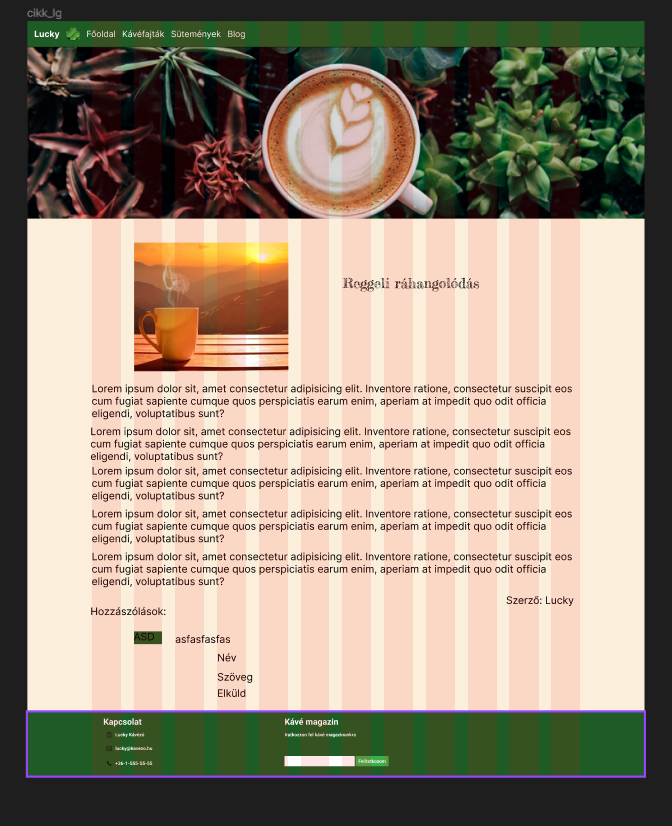 cikk_lg
Lucky Főoldal Kávéfajták Sütemények Blog
Reggeli ráhangolódás
Lorem ipsum dolor sit, amet consectetur adipisicing elit. Inventore ratione, consectetur suscipit eos
cum fugiat sapiente cumque quos perspiciatis earum enim, aperiam at impedit quo odit officia
eligendi, voluptatibus sunt?
Lorem ipsum dolor sit, amet consectetur adipisicing elit. Inventore ratione, consectetur suscipit eos
cum fugiat sapiente cumque quos perspiciatis earum enim, aperiam at impedit quo odit officia
eligendi, voluptatibus sunt?
Lorem ipsum dolor sit, amet consectetur adipisicing elit. Inventore ratione, consectetur suscipit eos
cum fugiat sapiente cumque quos perspiciatis earum enim, aperiam at impedit quo odit officia
eligendi, voluptatibus sunt?
Lorem ipsum dolor sit, amet consectetur adipisicing elit. Inventore ratione, consectetur suscipit eos
cum fugiat sapiente cumque quos perspiciatis earum enim, aperiam at impedit quo odit officia
eligendi, voluptatibus sunt?
Lorem ipsum dolor sit, amet consectetur adipisicing elit. Inventore ratione, consectetur suscipit eos
cum fugiat sapiente cumque quos perspiciatis earum enim, aperiam at impedit quo odit officia
eligendi, voluptatibus sunt?
Szerző: Lucky
Hozzászólások:
ASD asfasfasfas
Név
Szöveg
Elküld
Kapcsolat
Lucky Kávézó
lucky@kavezo.hu
+36-1-555-55-55
Kávé magazin
Iratkozzon fel kávé magazinunkra
Feliratkozom